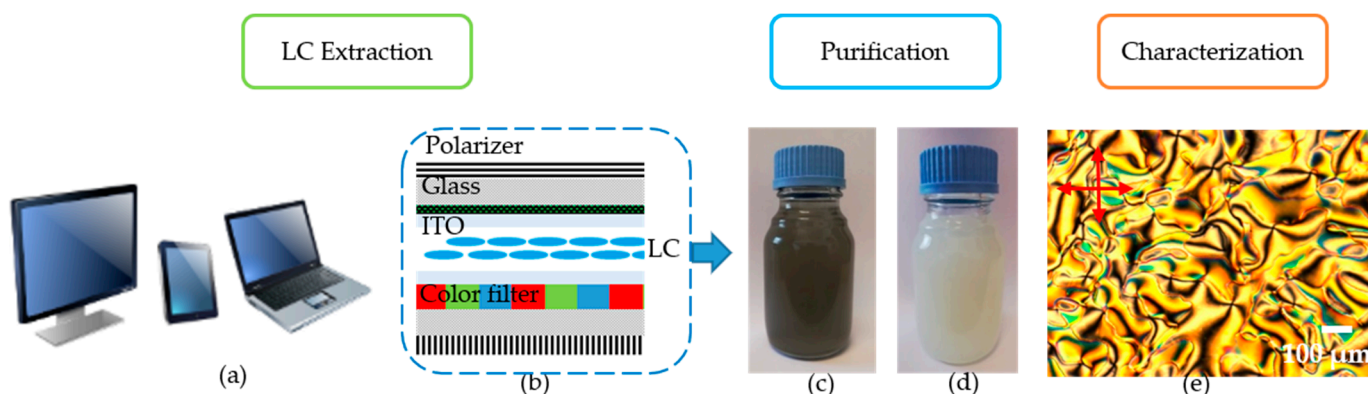 LC Extraction
Purification
Characterization
Polarizer
Glass
ITO
LC
Color filter
100 μm
(a)
(b)
(c)
(d)
(e)